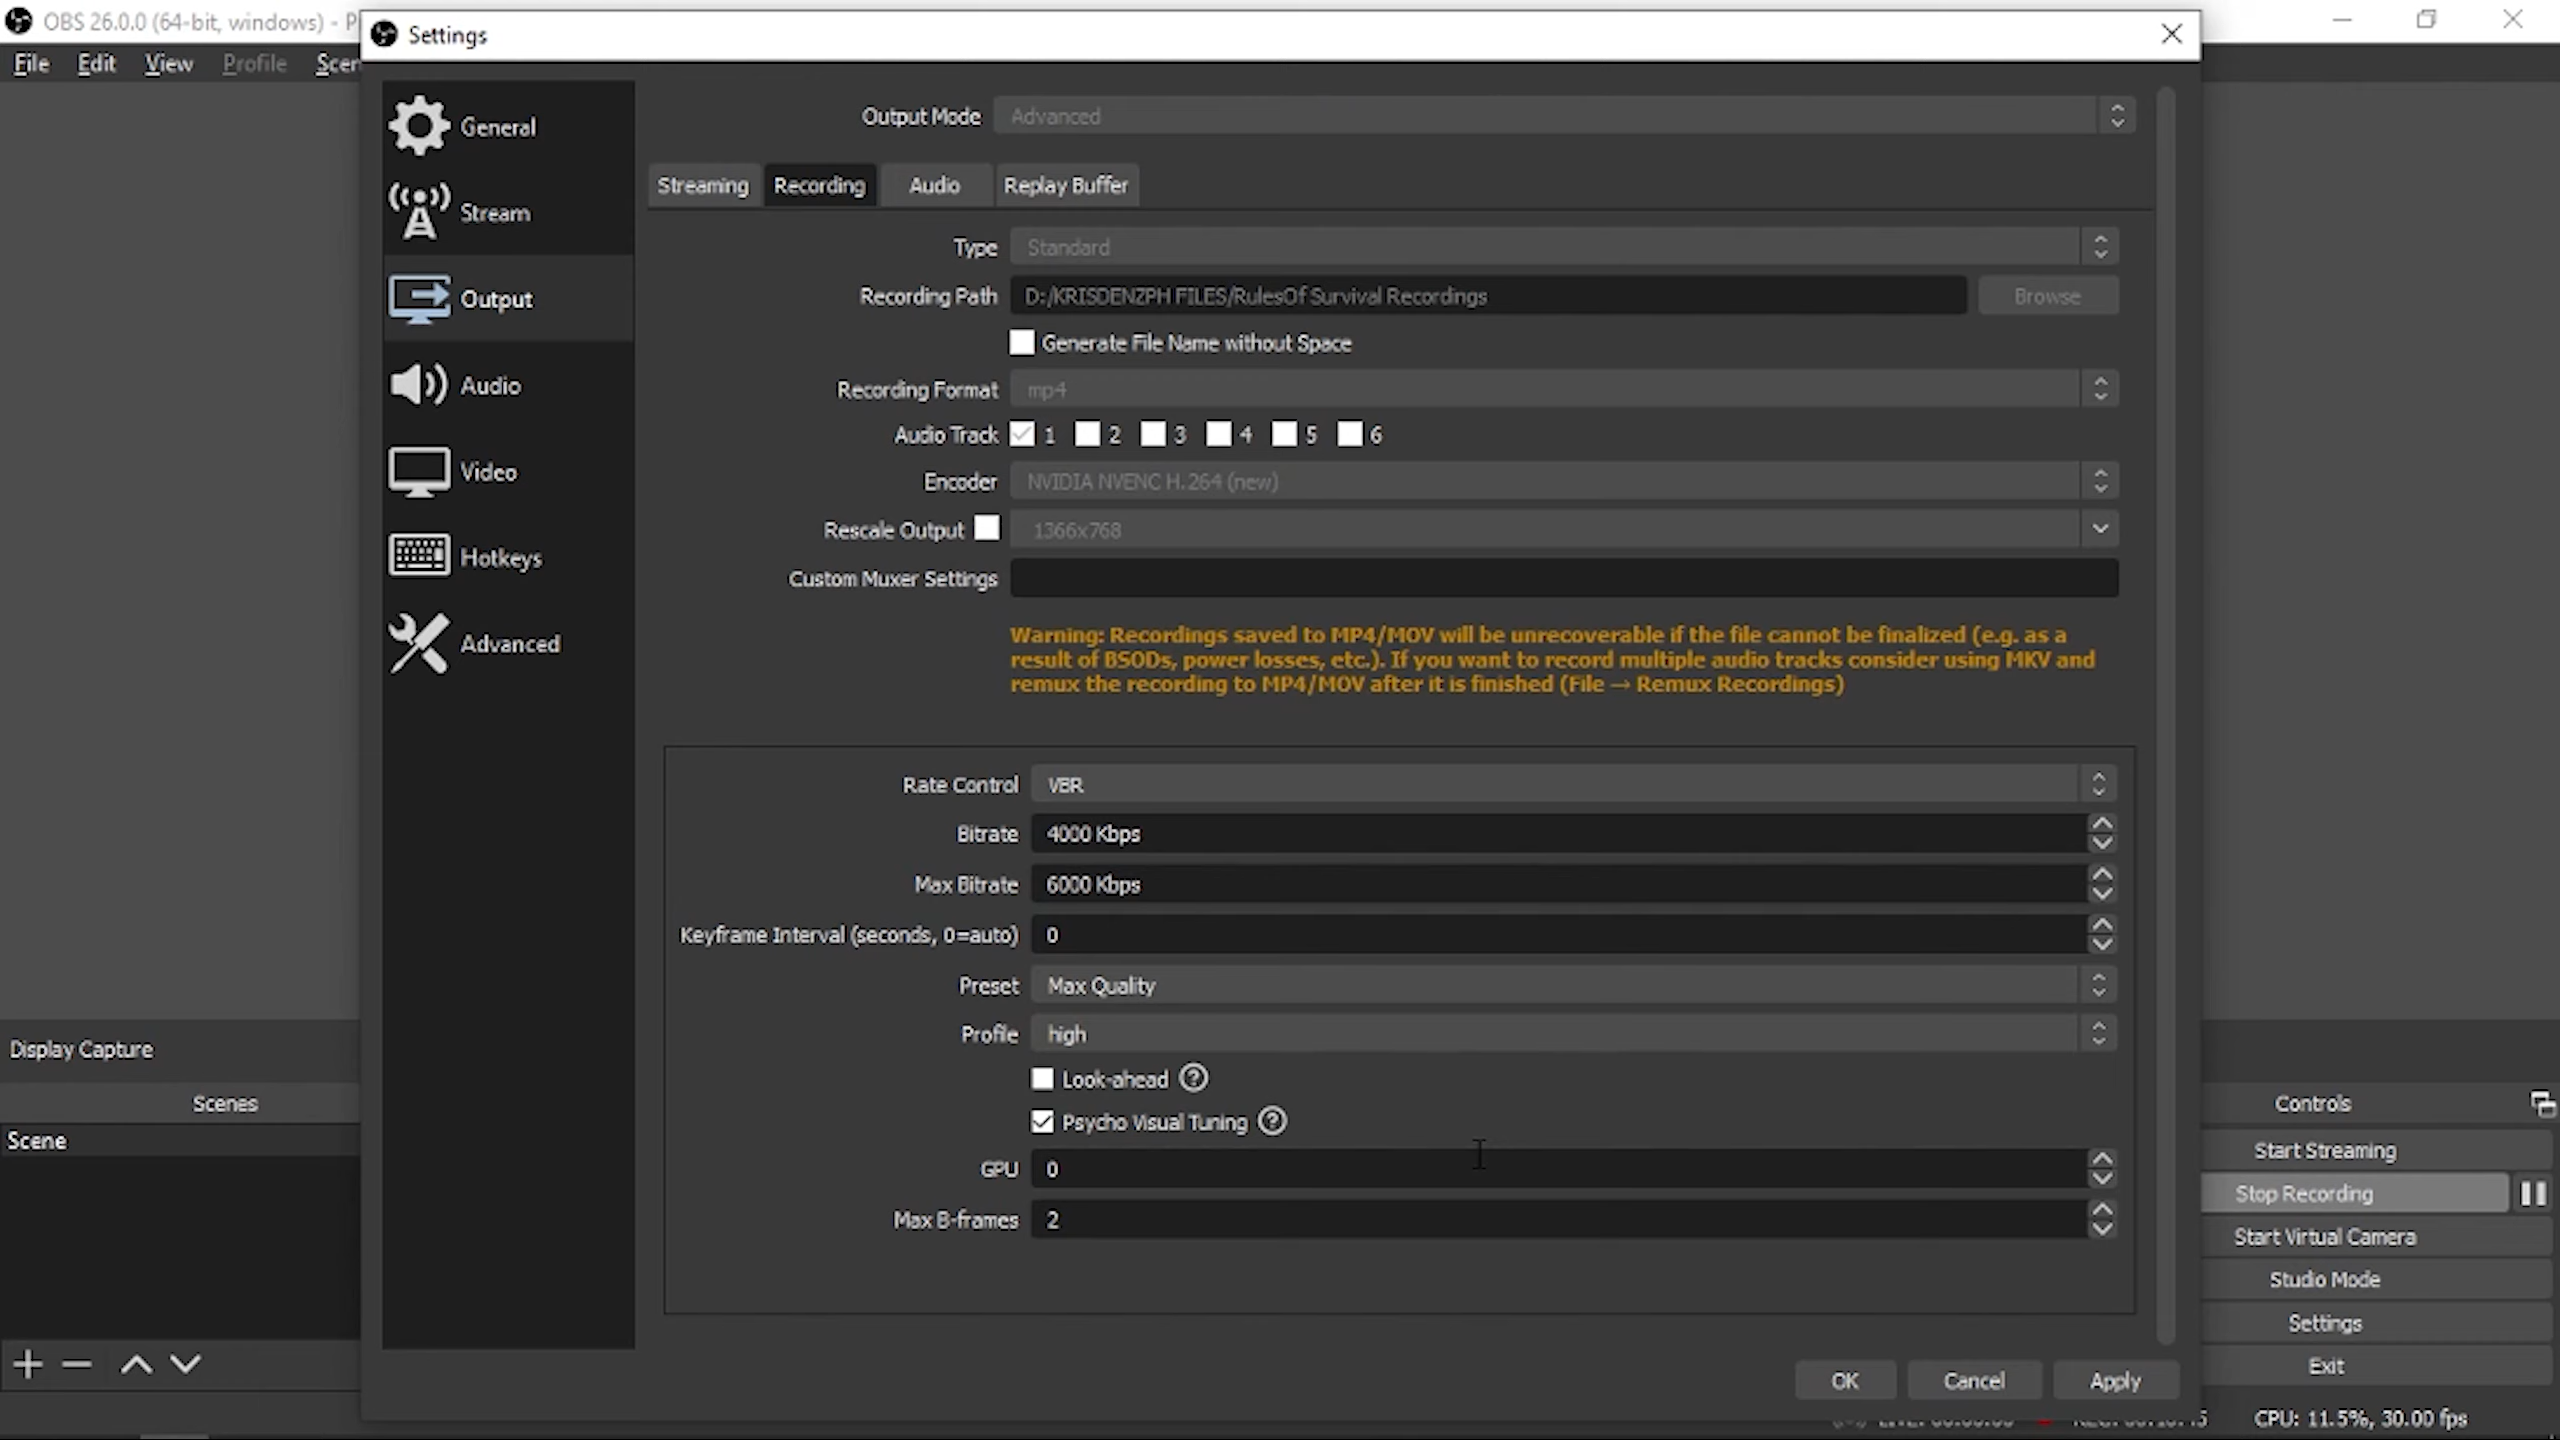 OBS 26.0.0 (64-bit, windows) - P
Settings
File Edit View Profile Scen
General
Stream
Output
Audio
Video
Hotkeys
Advanced
Output Mode Advanced
Streaming Recording Audio Replay Buffer
Type Standard
Recording Path D:/KRISDENZPH FILES/RulesOf Survival Recordings Browse
Generate File Name without Space
Recording Format mp4
Audio Track 1 2 3 4 5 6
Encoder NVIDIA NVENC H.264 (new)
Rescale Output 1366x768
Custom Muxer Settings
Warning: Recordings saved to MP4/MOV will be unrecoverable if the file cannot be finalized (e.g. as a
result of BSODs, power losses, etc.). If you want to record multiple audio tracks consider using MKV and
remux the recording to MP4/MOV after it is finished (File → Remux Recordings)
Rate Control VBR
Bitrate 4000 Kbps
Max Bitrate 6000 Kbps
Keyframe Interval (seconds, 0=auto) 0
Preset Max Quality
Profile high
Look-ahead
Psycho Visual Tuning
GPU 0
Max B-frames 2
OK Cancel Apply
Display Capture
Scenes
Scene
Controls
Start Streaming
Stop Recording
Start Virtual Camera
Studio Mode
Settings
Exit
CPU: 11.5%, 30.00 fps